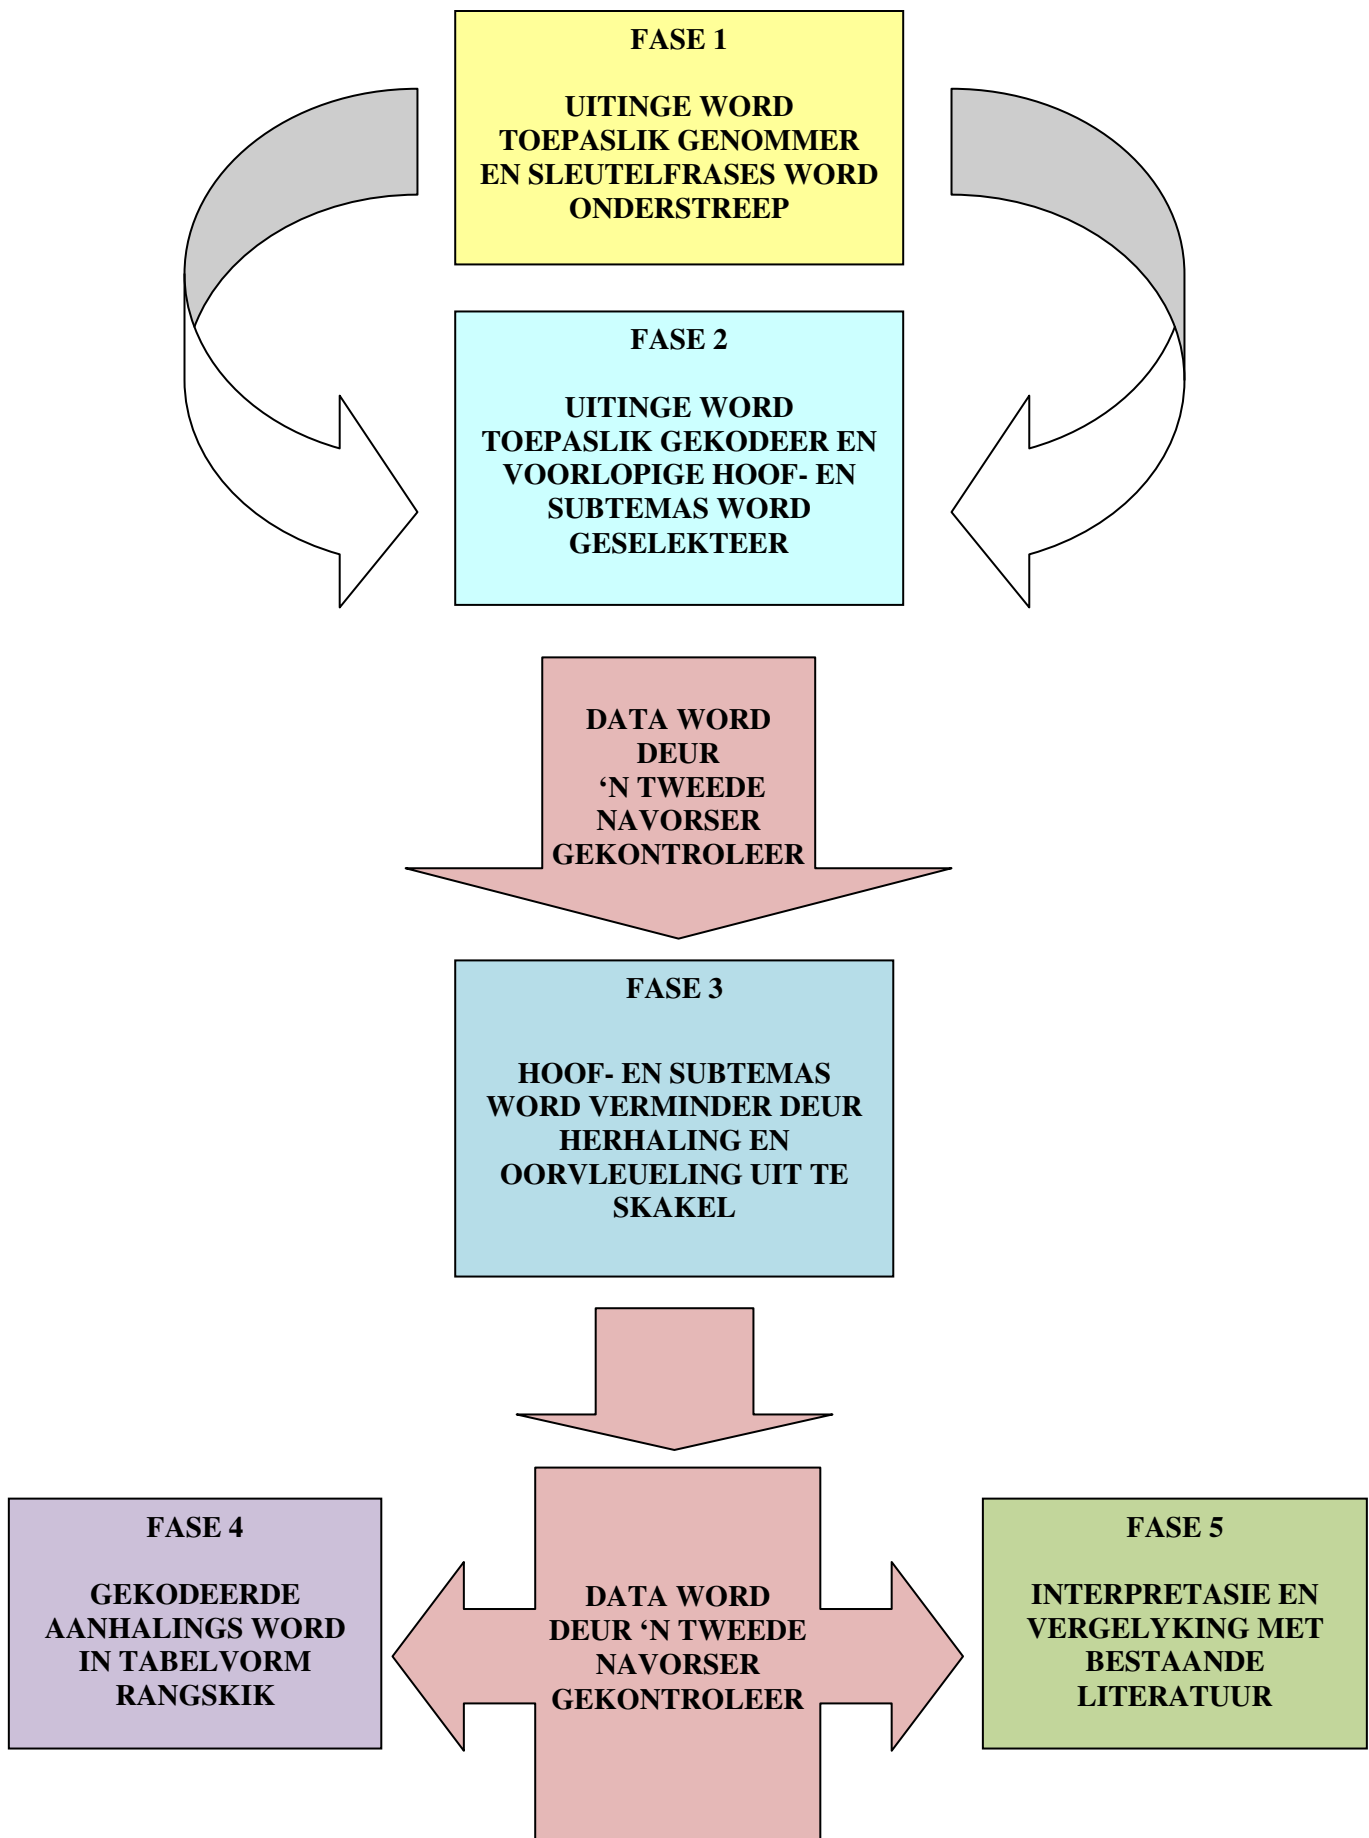 FASE 1
UITINGE WORD
TOEPASLIK GENOMMER
EN SLEUTELFRASES WORD
ONDERSTREEP
FASE 2
UITINGE WORD
TOEPASLIK GEKODEER EN
VOORLOPIGE HOOF- EN
SUBTEMAS WORD
GESELEKTEER
DATA WORD
DEUR
‘N TWEEDE
NAVORSER
GEKONTROLEER
FASE 3
HOOF- EN SUBTEMAS
WORD VERMINDER DEUR
HERHALING EN
OORVLEUELING UIT TE
SKAKEL
FASE 4
GEKODEERDE
AANHALINGS WORD
IN TABELVORM
RANGSKIK
DATA WORD
DEUR ‘N TWEEDE
NAVORSER
GEKONTROLEER
FASE 5
INTERPRETASIE EN
VERGELYKING MET
BESTAANDE
LITERATUUR